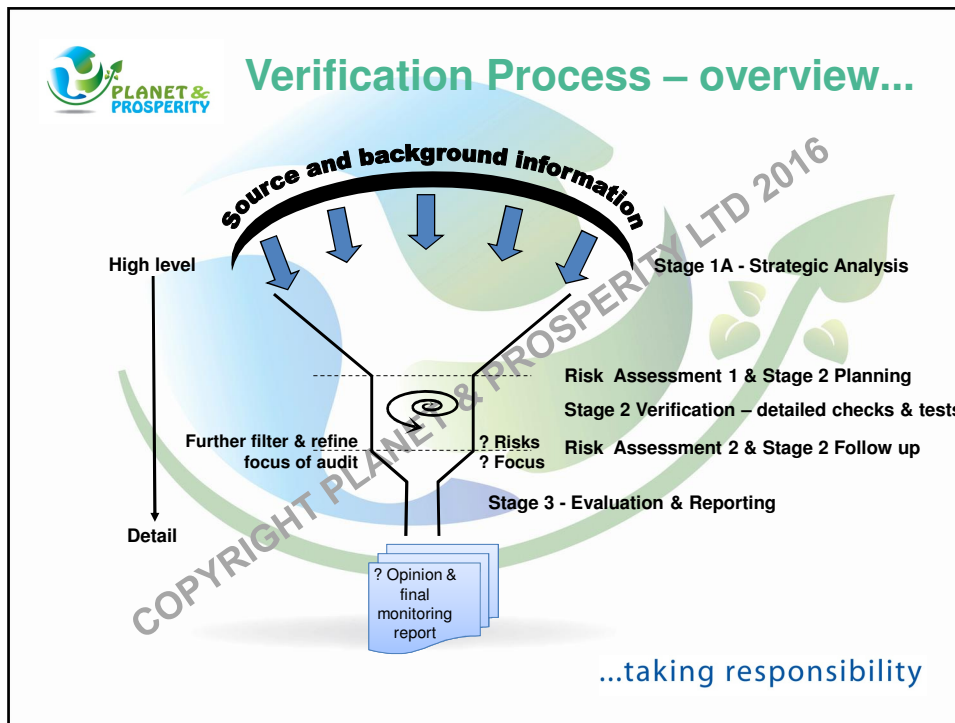 PLANET &
PROSPERITY
Verification Process – overview...
Source and background information
High level
Stage 1A - Strategic Analysis
Risk Assessment 1 & Stage 2 Planning
Stage 2 Verification – detailed checks & tests
Further filter & refine
focus of audit
? Risks
? Focus
Risk Assessment 2 & Stage 2 Follow up
Stage 3 - Evaluation & Reporting
Detail
? Opinion &
final
monitoring
report
COPYRIGHT PLANET & PROSPERITY LTD 2016
...taking responsibility